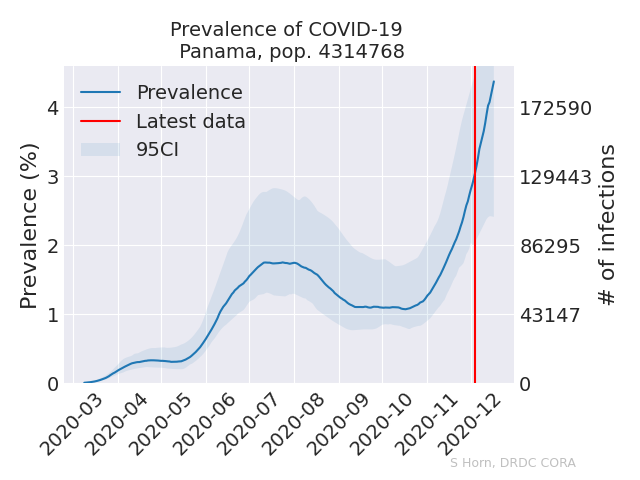 Prevalence of COVID-19
Panama, pop. 4314768
Prevalence
Latest data
95CI
Prevalence (%)
4
3
2
1
0
172590
129443
86295
43147
0
# of infections
2020-03
2020-04
2020-05
2020-06
2020-07
2020-08
2020-09
2020-10
2020-11
2020-12
S Horn, DRDC CORA